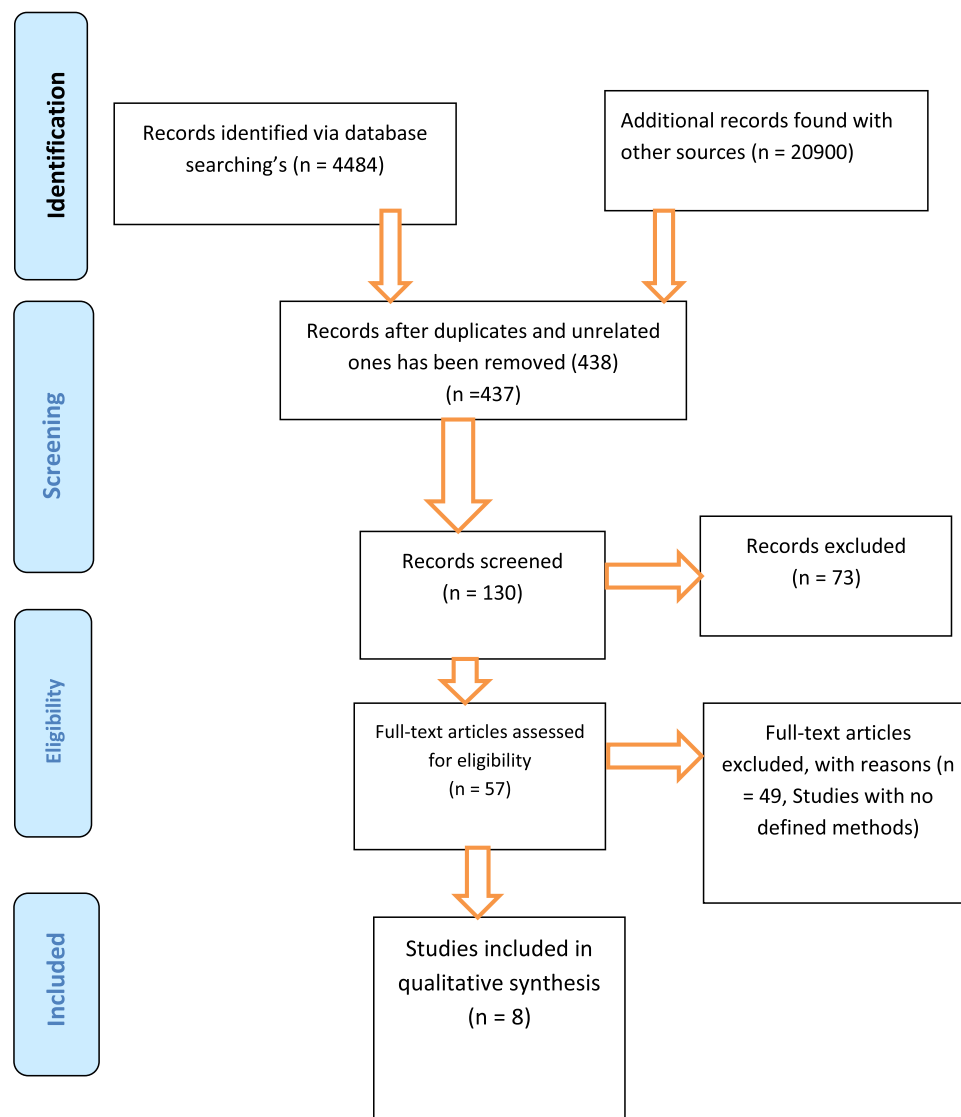 Identification
Records identified via database
searching's (n = 4484)
Additional records found with
other sources (n = 20900)
Screening
Records after duplicates and unrelated
ones has been removed (438)
(n =437)
Records screened
(n = 130)
Records excluded
(n = 73)
Eligibility
Full-text articles assessed
for eligibility
(n = 57)
Full-text articles
excluded, with reasons (n
= 49, Studies with no
defined methods)
Included
Studies included in
qualitative synthesis
(n = 8)